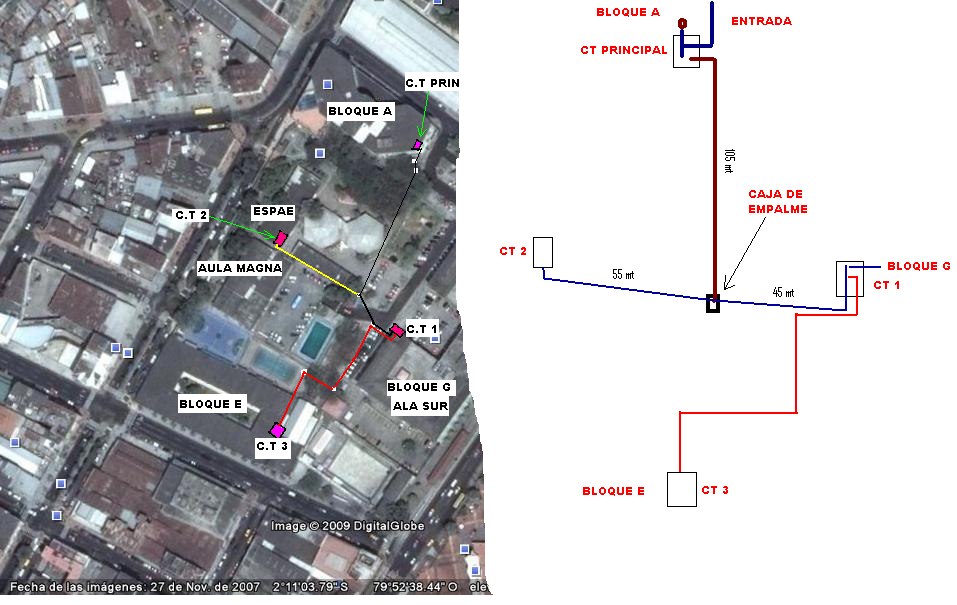 C.T PRIN
BLOQUE A
C.T 2
ESPAE
AULA MAGNA
C.T 1
BLOQUE G
ALA SUR
BLOQUE E
C.T 3
Image © 2009 DigitalGlobe
Fecha de las imágenes: 27 de Nov. de 2007 2°11'03.79" S 79°52'38.44" O ele
BLOQUE A
ENTRADA
CT PRINCIPAL
105 mt
CAJA DE
EMPALME
CT 2
55 mt
45 mt
BLOQUE G
CT 1
BLOQUE E
CT 3